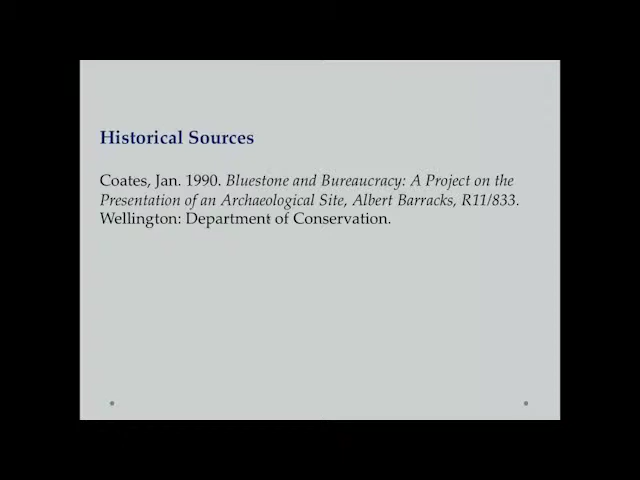 Historical Sources
Coates, Jan. 1990. Bluestone and Bureaucracy: A Project on the
Presentation of an Archaeological Site, Albert Barracks, R11/833.
Wellington: Department of Conservation.